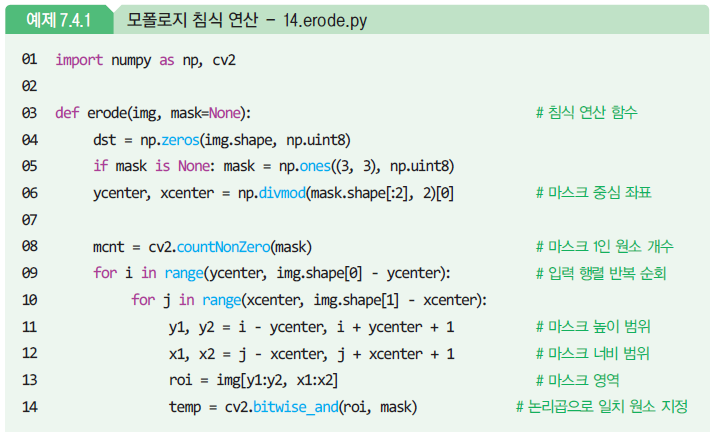 예제 7.4.1 모폴로지 침식 연산 - 14.erode.py
01 import numpy as np, cv2
02
03 def erode(img, mask=None): # 침식 연산 함수
04 dst = np.zeros(img.shape, np.uint8)
05 if mask is None: mask = np.ones((3, 3), np.uint8)
06 ycenter, xcenter = np.divmod(mask.shape[:2], 2)[0] # 마스크 중심 좌표
07
08 mcnt = cv2.countNonZero(mask) # 마스크 1인 원소 개수
09 for i in range(ycenter, img.shape[0] - ycenter): # 입력 행렬 반복 순회
10 for j in range(xcenter, img.shape[1] - xcenter):
11 y1, y2 = i - ycenter, i + ycenter + 1 # 마스크 높이 범위
12 x1, x2 = j - xcenter, j + xcenter + 1 # 마스크 너비 범위
13 roi = img[y1:y2, x1:x2] # 마스크 영역
14 temp = cv2.bitwise_and(roi, mask) # 논리곱으로 일치 원소 지정